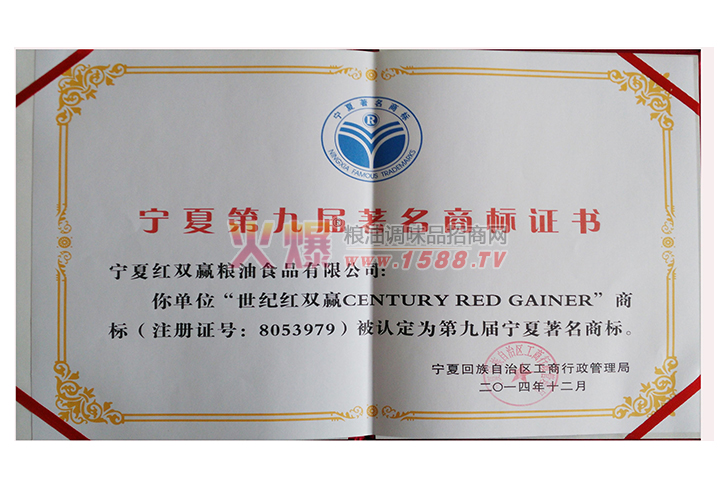 宁夏著名商标
R
NINGXIA FAMOUS TRADEMARKS
宁夏第九届著名商标证书
火爆 粮油调味品招商网
www.1588.TV
宁夏红双赢粮油食品有限公司:
你单位“世纪红双赢CENTURY RED GAINER”商
标(注册证号:8053979)被认定为第九届宁夏著名商标。
宁夏回族自治区工商行政管理局
二〇一四年十二月